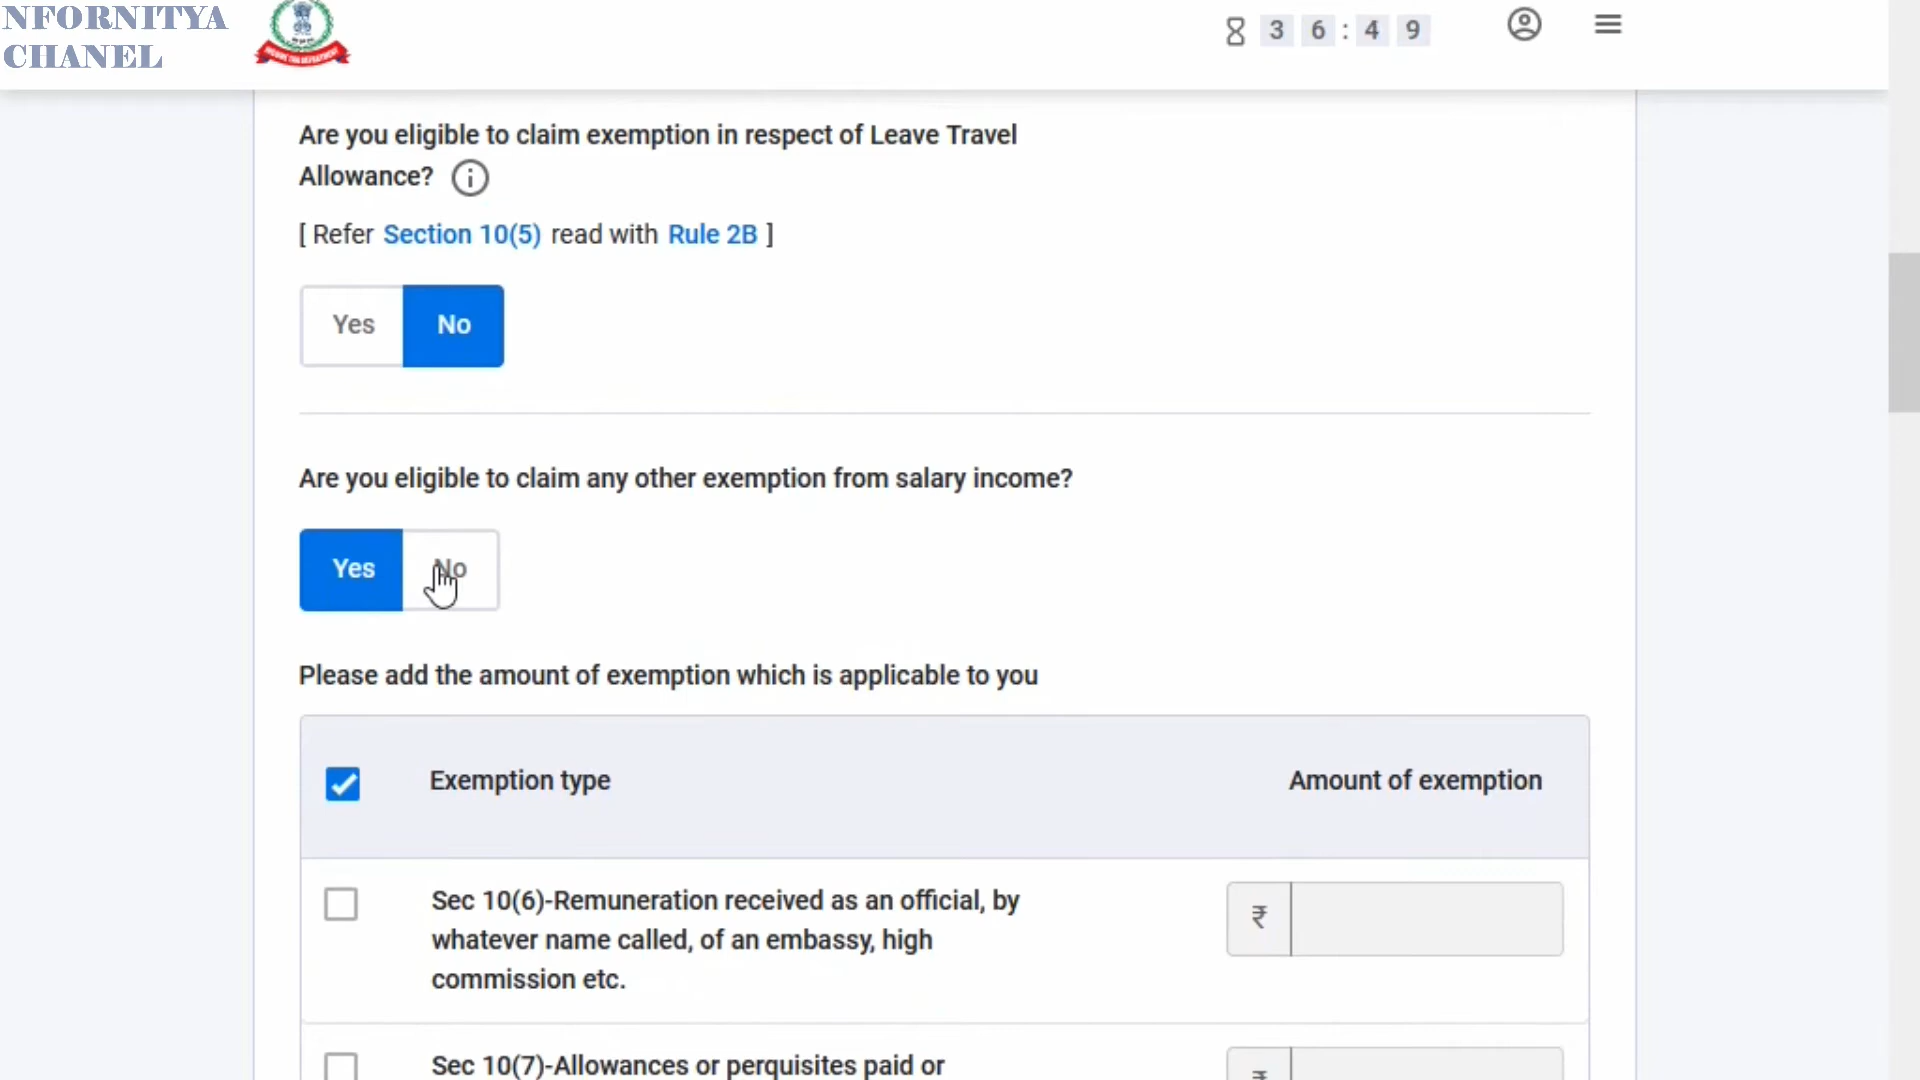 NFORNITYA
CHANEL
3 6 : 4 9
Are you eligible to claim exemption in respect of Leave Travel
Allowance?
[ Refer Section 10(5) read with Rule 2B ]
Yes No
Are you eligible to claim any other exemption from salary income?
Yes No
Please add the amount of exemption which is applicable to you
Exemption type Amount of exemption
Sec 10(6)-Remuneration received as an official, by
whatever name called, of an embassy, high
commission etc.
₹
Sec 10(7)-Allowances or perquisites paid or
₹